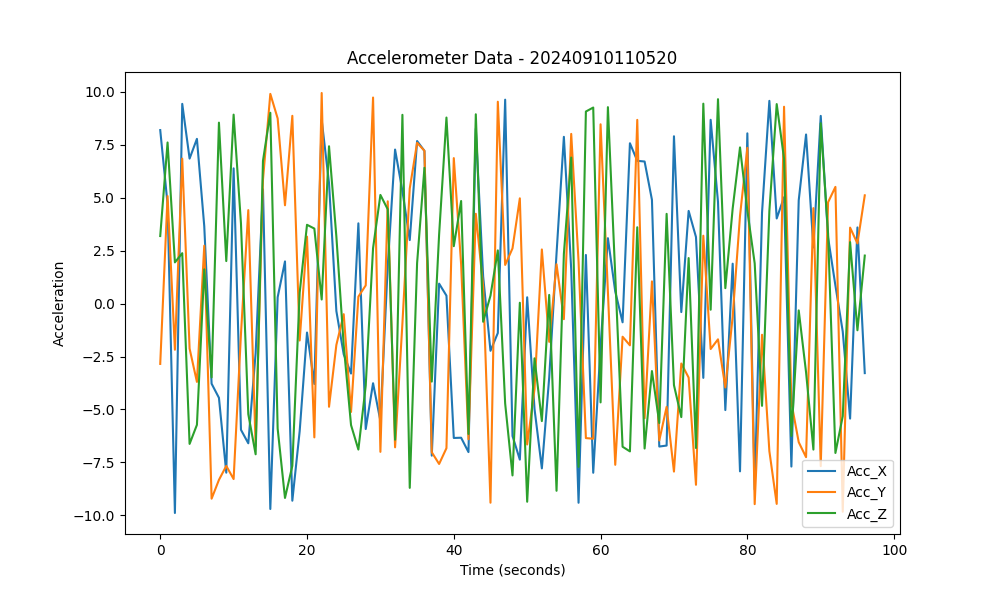 Accelerometer Data - 20240910110520
Acceleration
10.0
7.5
5.0
2.5
0.0
−2.5
−5.0
−7.5
−10.0
0
20
40
60
80
100
Time (seconds)
Acc_X
Acc_Y
Acc_Z